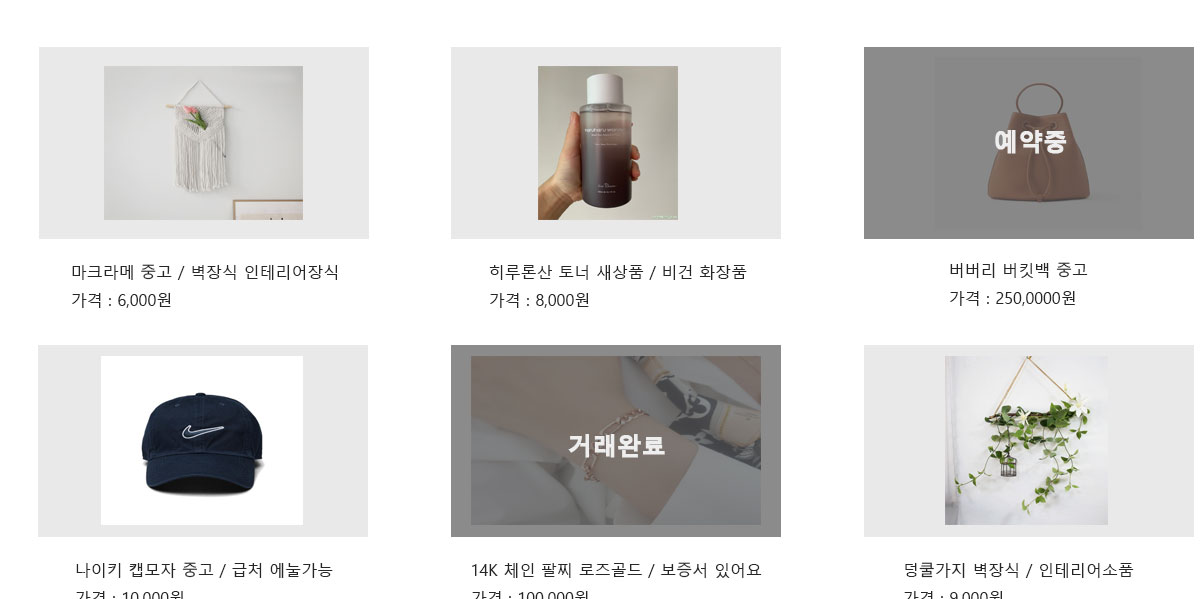 예약중
마크라메 중고 / 벽장식 인테리어장식
가격 : 6,000원
히루론산 토너 새상품 / 비건 화장품
가격 : 8,000원
버버리 버킷백 중고
가격 : 250,0000원
거래완료
나이키 캡모자 중고 / 급처 에눌가능
가격 : 10,000원
14K 체인 팔찌 로즈골드 / 보증서 있어요
가격 : 100,000원
덩쿨가지 벽장식 / 인테리어소품
가격 : 9,000원